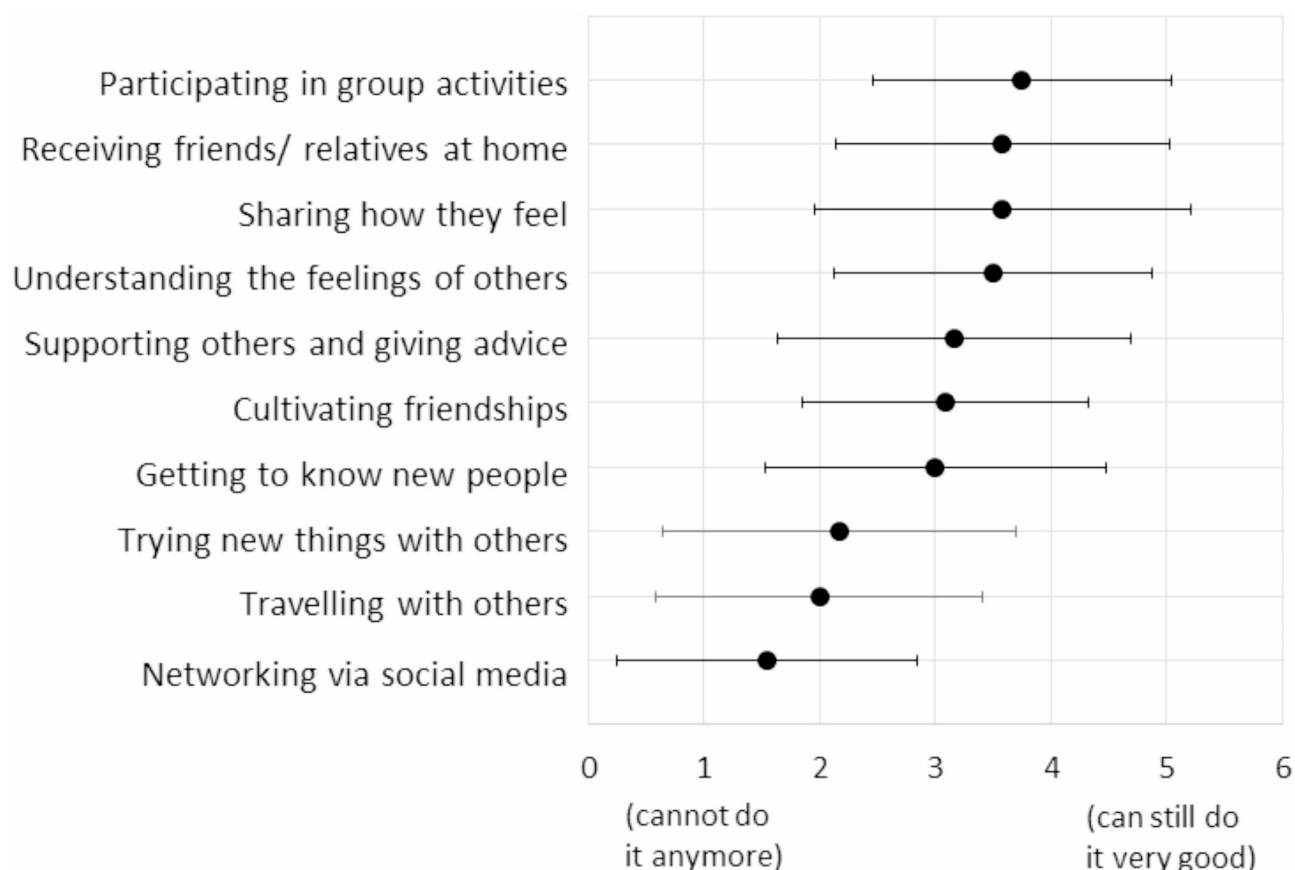 Participating in group activities
Receiving friends/ relatives at home
Sharing how they feel
Understanding the feelings of others
Supporting others and giving advice
Cultivating friendships
Getting to know new people
Trying new things with others
Travelling with others
Networking via social media
0 1 2 3 4 5 6
(cannot do
it anymore)
(can still do
it very good)